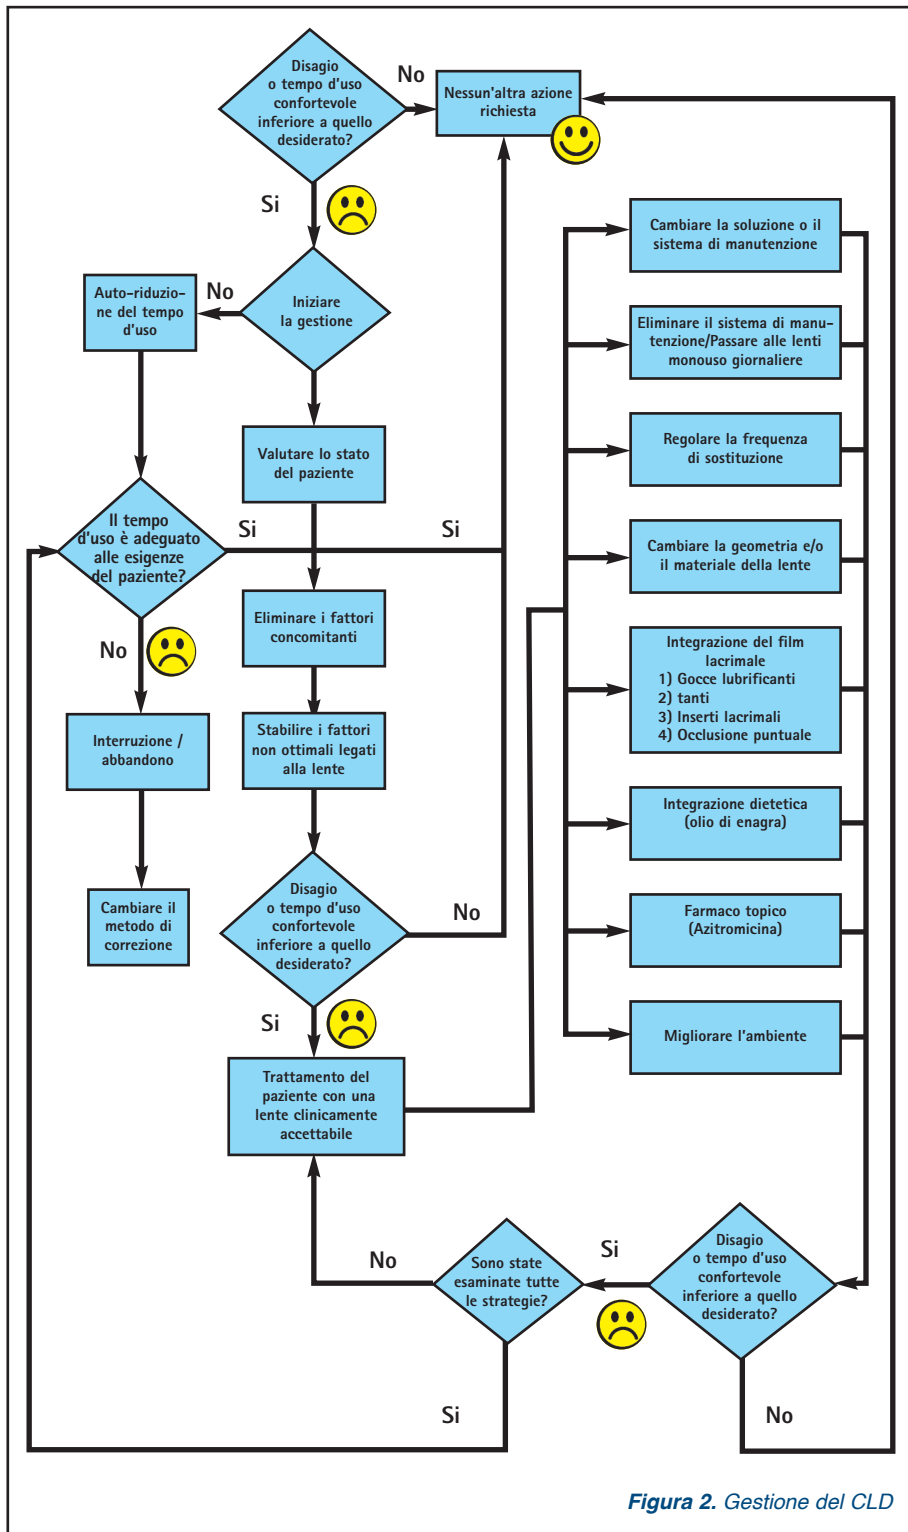 Disagio
o tempo d'uso
confortevole
inferiore a quello
desiderato?
No
Nessun'altra azione
richiesta
Si
Iniziare
la gestione
No
Auto-riduzio-
ne del tempo
d'uso
Valutare lo stato
del paziente
Il tempo
d'uso è adeguato
alle esigenze
del paziente?
Si
Si
No
Interruzione /
abbandono
Cambiare il
metodo di
correzione
Eliminare i fattori
concomitanti
Stabilire i fattori
non ottimali legati
alla lente
Disagio
o tempo d'uso
confortevole
inferiore a quello
desiderato?
No
Si
Trattamento del
paziente con una
lente clinicamente
accettabile
Cambiare la soluzione o il
sistema di manutenzione
Eliminare il sistema di manu-
tenzione/Passare alle lenti
monouso giornaliere
Regolare la frequenza
di sostituzione
Cambiare la geometria e/o
il materiale della lente
Integrazione del film
lacrimale
1) Gocce lubrificanti
2) tanti
3) Inserti lacrimali
4) Occlusione puntuale
Integrazione dietetica
(olio di enagra)
Farmaco topico
(Azitromicina)
Migliorare l'ambiente
Disagio
o tempo d'uso
confortevole
inferiore a quello
desiderato?
Si
Sono state
esaminate tutte
le strategie?
No
Si
No
Figura 2. Gestione del CLD